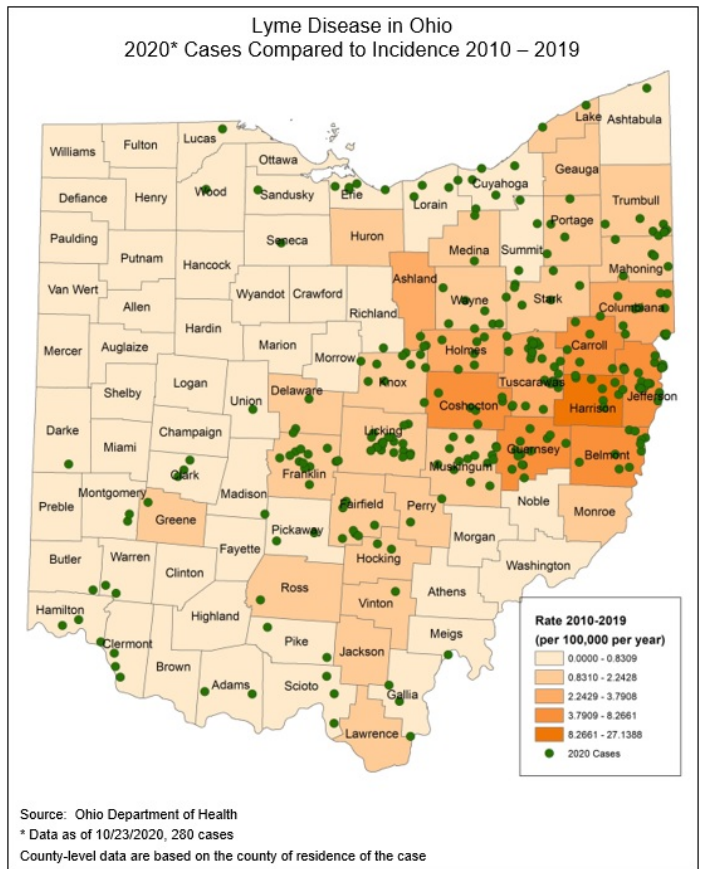 Lyme Disease in Ohio
2020* Cases Compared to Incidence 2010 – 2019
Lake
Ashtabula
Lucas
Fulton
Williams
Ottawa
Geauga
Cuyahoga
Wood
Sandusky
Erie
Defiance
Henry
Lorain
Trumbull
Portage
Seneca
Huron
Paulding
Medina
Summit
Putnam
Hancock
Mahoning
Ashland
Van Wert
Wyandot
Crawford
Wayne
Stark
Allen
Richland
Columbiana
Hardin
Marion
Carroll
Auglaize
Mercer
Holmes
Morrow
Logan
Knox
Tuscarawas
Delaware
Shelby
Union
Jefferson
Coshocton
Harrison
Darke
Champaign
Licking
Miami
Guernsey
Belmont
Muskingum
Clark
Franklin
Montgomery
Madison
Noble
Preble
Fairfield
Perry
Monroe
Greene
Pickaway
Morgan
Fayette
Butler
Warren
Hocking
Washington
Clinton
Ross
Athens
Vinton
Hamilton
Highland
Meigs
Clermont
Pike
Jackson
Brown
Adams
Scioto
Gallia
Lawrence
Rate 2010-2019
(per 100,000 per year)
0.0000 - 0.8309
0.8310 - 2.2428
2.2429 - 3.7908
3.7909 - 8.2661
8.2661 - 27.1388
2020 Cases
Source: Ohio Department of Health
* Data as of 10/23/2020, 280 cases
County-level data are based on the county of residence of the case